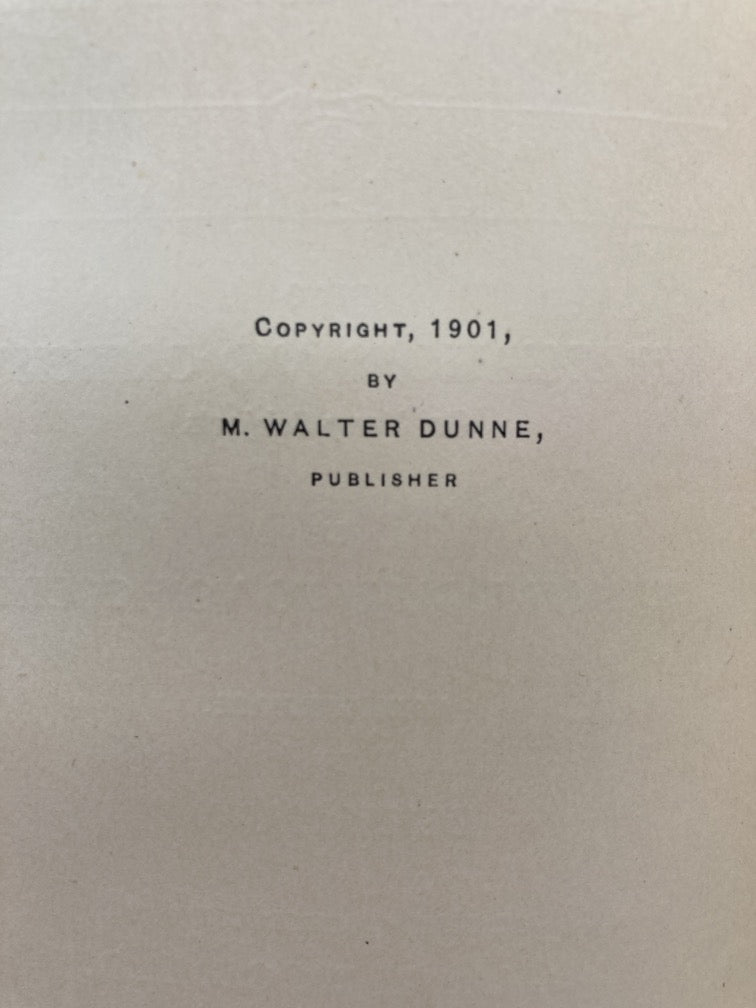 Copyright, 1901,
BY
M. WALTER DUNNE,
PUBLISHER